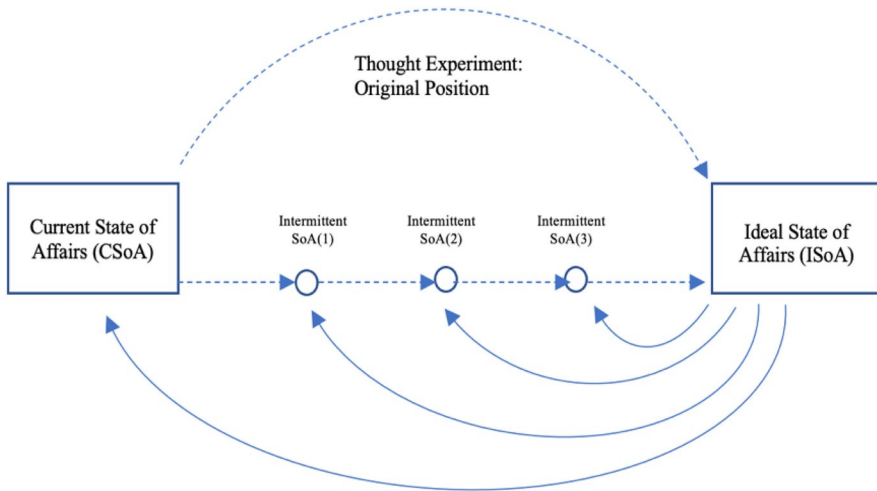 Thought Experiment:
Original Position
Current State of
Affairs (CSoA)
Intermittent
SoA(1)
Intermittent
SoA(2)
Intermittent
SoA(3)
Ideal State of
Affairs (ISoA)